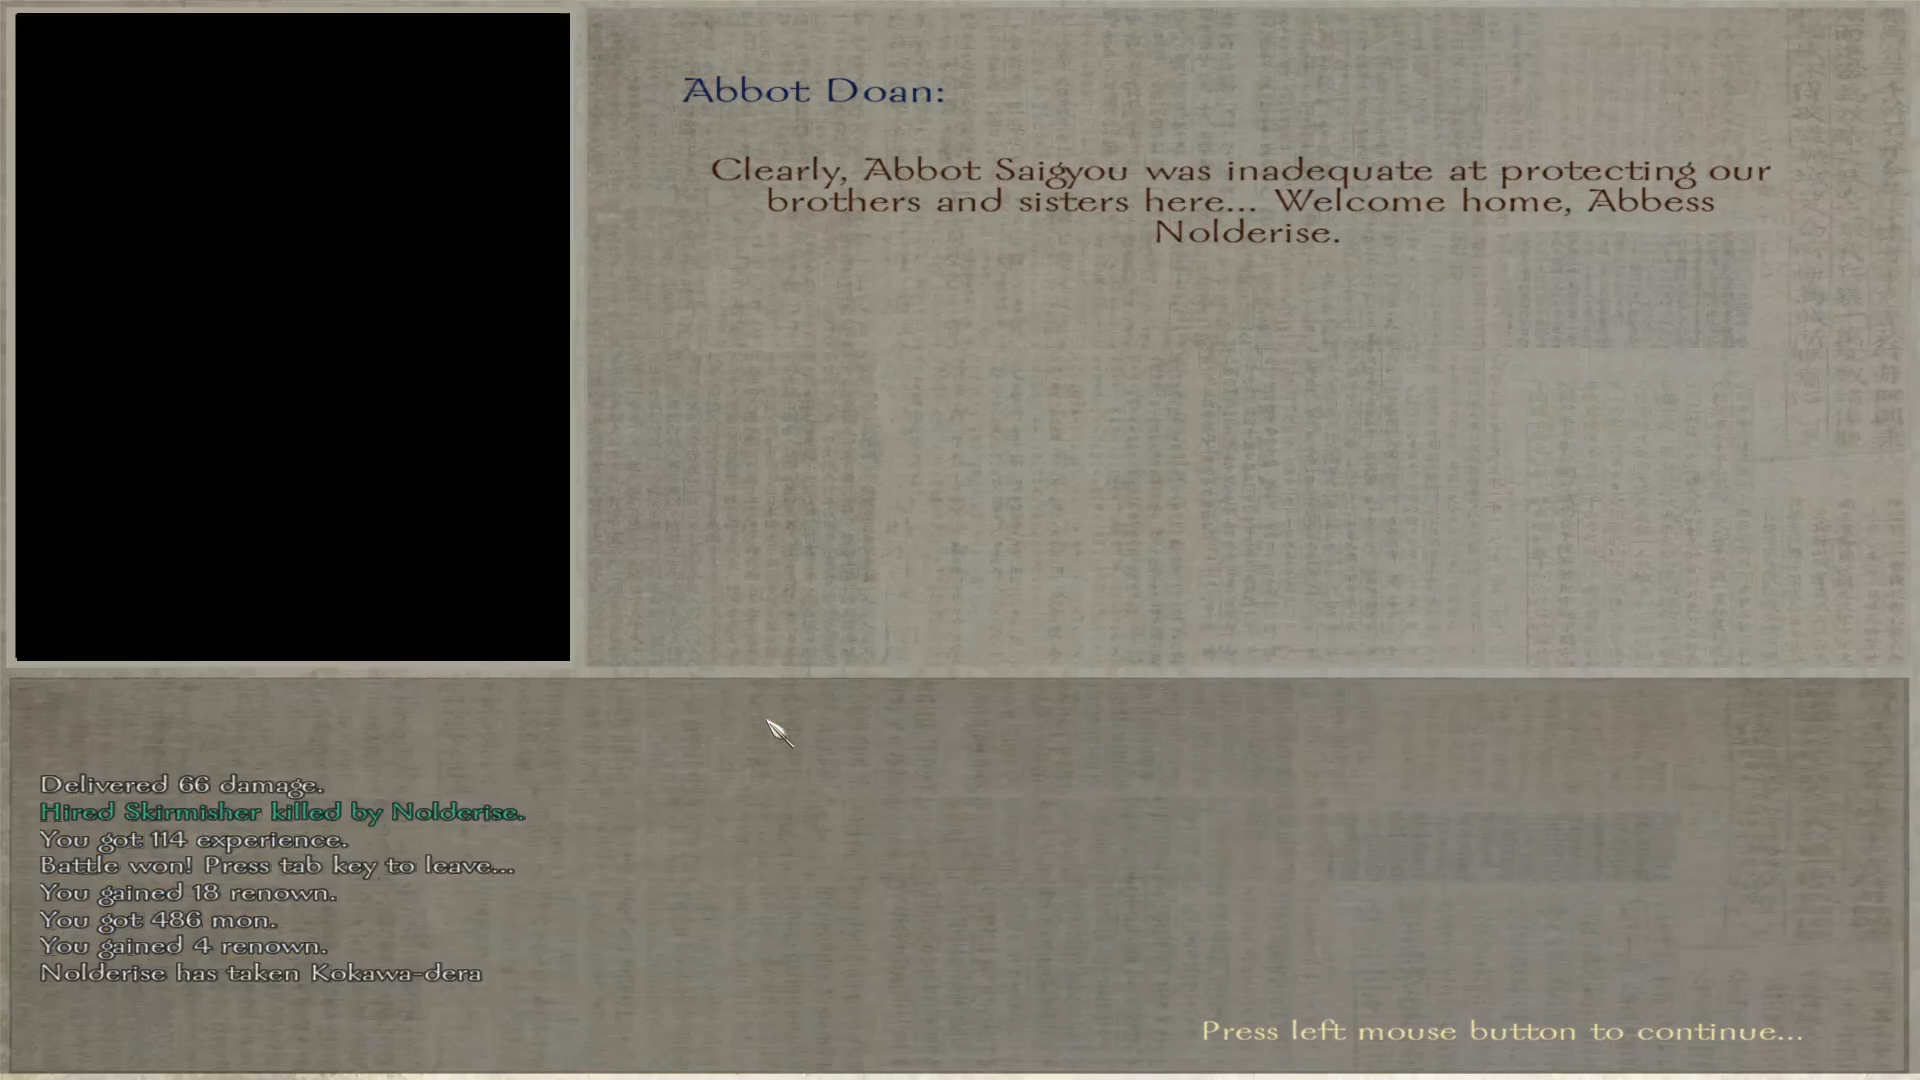 Abbot Doan:
Clearly, Abbot Saigyou was inadequate at protecting our
brothers and sisters here... Welcome home, Abbess
Nolderise.
Delivered 66 damage.
Hired Skirmisher killed by Nolderise.
You got 114 experience.
Battle won! Press tab key to leave...
You gained 18 renown.
You got 486 mon.
You gained 4 renown.
Nolderise has taken Kokawa-dera
Press left mouse button to continue...